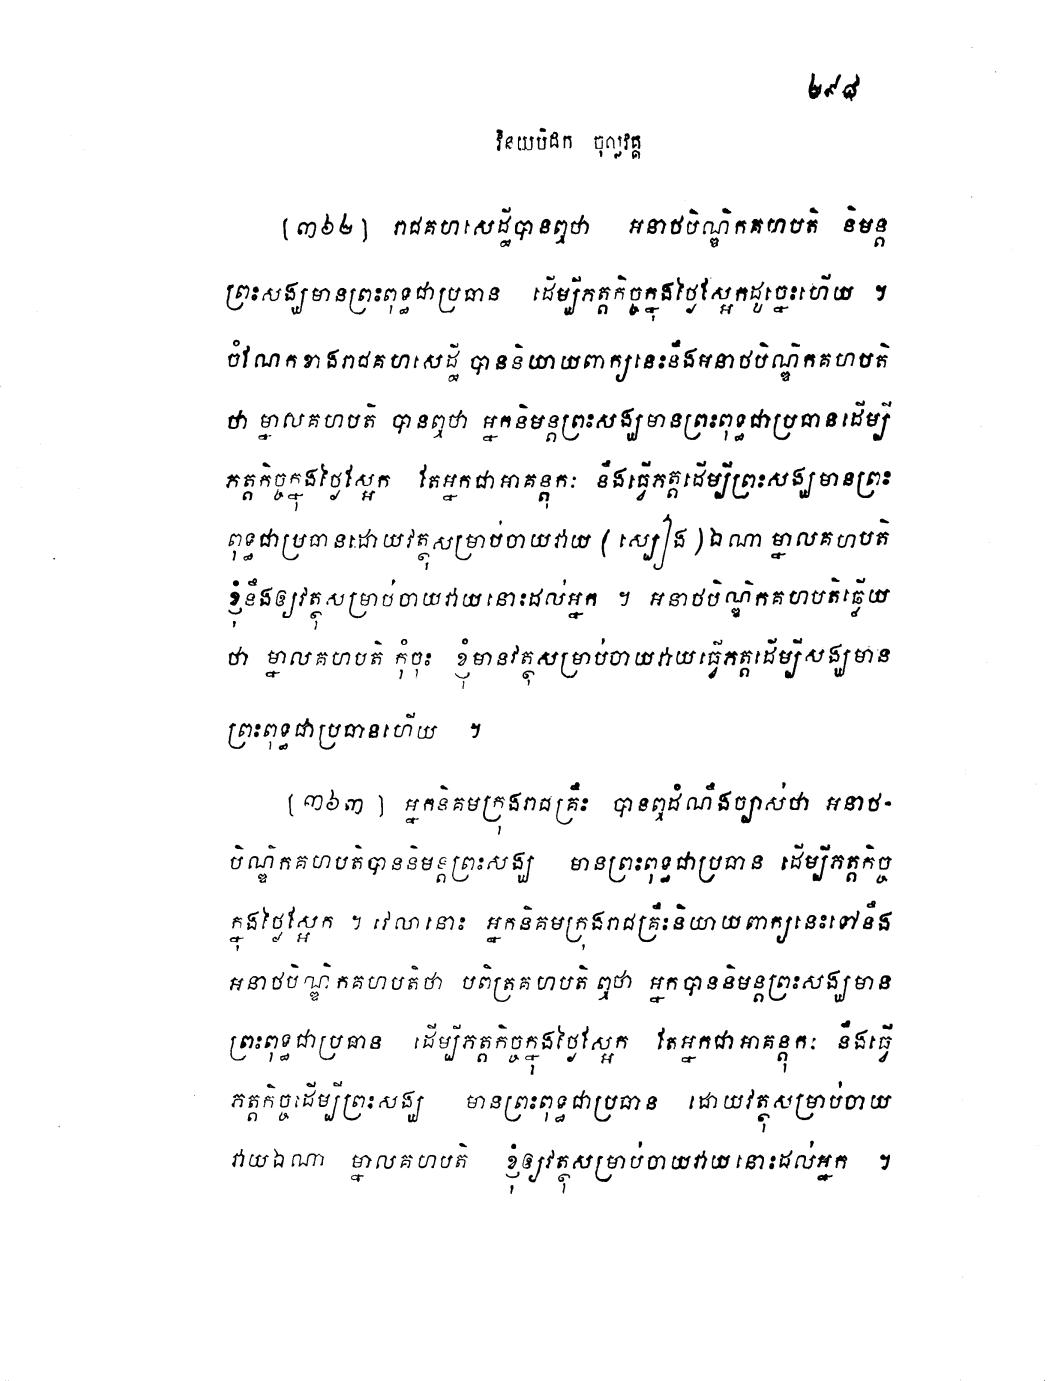 ២៩៨
វិនយបិដក ចុល្លវគ្គ
(៣៦២) រាជគហសេដ្ឋីបានឮថា អនាថបិណ្ឌិកគហបតិ និមន្ត
ព្រះសង្ឃមានព្រះពុទ្ធជាប្រធាន ដើម្បីភត្តកិច្ចក្នុងថ្ងៃស្អែកដូច្នេះហើយ ។
ចំណែកខាងរាជគហសេដ្ឋី បាននិយាយពាក្យនេះនឹងអនាថបិណ្ឌិកគហបតិ
ថា ម្នាលគហបតិ បានឮថា អ្នកនិមន្តព្រះសង្ឃមានព្រះពុទ្ធជាប្រធានដើម្បី
ភត្តកិច្ចក្នុងថ្ងៃស្អែក តែអ្នកជាអាគន្តុកៈ នឹងធ្វើភត្តដើម្បីព្រះសង្ឃមានព្រះ
ពុទ្ធជាប្រធានដោយវត្ថុសម្រាប់ចាយវាយ (ស្បៀង) ឯណា ម្នាលគហបតិ
ខ្ញុំនឹងឲ្យវត្ថុសម្រាប់ចាយវាយនោះដល់អ្នក ។ អនាថបិណ្ឌិកគហបតិឆ្លើយ
ថា ម្នាលគហបតិ កុំចុះ ខ្ញុំមានវត្ថុសម្រាប់ចាយវាយធ្វើភត្តដើម្បីសង្ឃមាន
ព្រះពុទ្ធជាប្រធានហើយ ។
(៣៦៣) អ្នកនិគមក្រុងរាជគ្រឹះ បានឮដំណឹងច្បាស់ថា អនាថ-
បិណ្ឌិកគហបតិបាននិមន្តព្រះសង្ឃ មានព្រះពុទ្ធជាប្រធាន ដើម្បីភត្តកិច្ច
ក្នុងថ្ងៃស្អែក ។ វេលានោះ អ្នកនិគមក្រុងរាជគ្រឹះនិយាយពាក្យនេះទៅនឹង
អនាថបិណ្ឌិកគហបតិថា បពិត្រគហបតិ ឮថា អ្នកបាននិមន្តព្រះសង្ឃមាន
ព្រះពុទ្ធជាប្រធាន ដើម្បីភត្តកិច្ចក្នុងថ្ងៃស្អែក តែអ្នកជាអាគន្តុកៈ នឹងធ្វើ
ភត្តកិច្ចដើម្បីព្រះសង្ឃ មានព្រះពុទ្ធជាប្រធាន ដោយវត្ថុសម្រាប់ចាយ
វាយឯណា ម្នាលគហបតិ ខ្ញុំឲ្យវត្ថុសម្រាប់ចាយវាយនោះដល់អ្នក ។